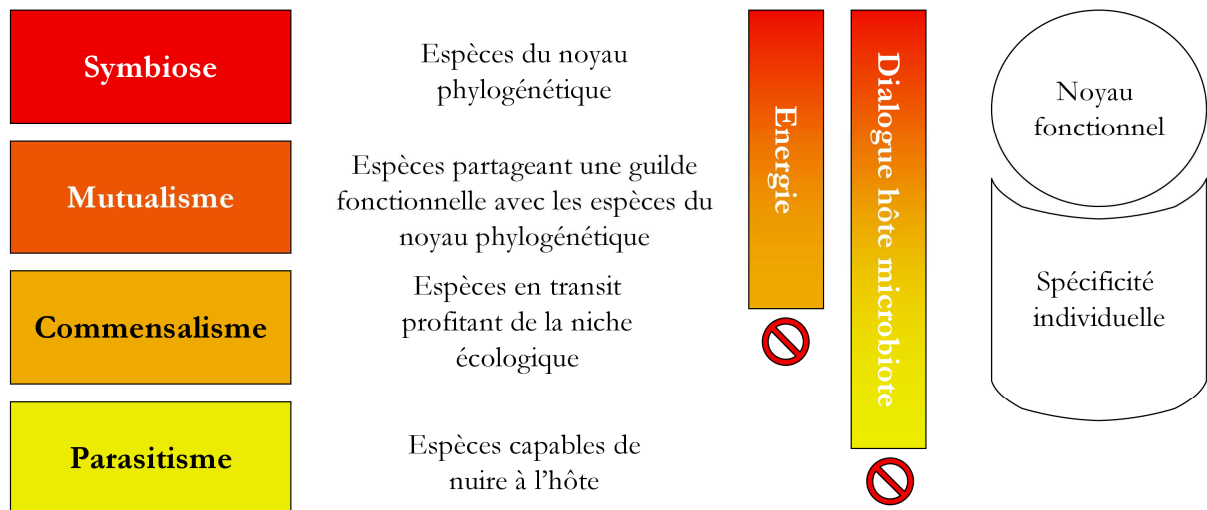 Symbiose
Espèces du noyau
phylogénétique
Mutualisme
Espèces partageant une guilde
fonctionnelle avec les espèces du
noyau phylogénétique
Commensalisme
Espèces en transit
profitant de la niche
écologique
Parasitisme
Espèces capables de
nuire à l’hôte
Energie
Dialogue hôte microbiote
Noyau
fonctionnel
Spécificité
individuelle